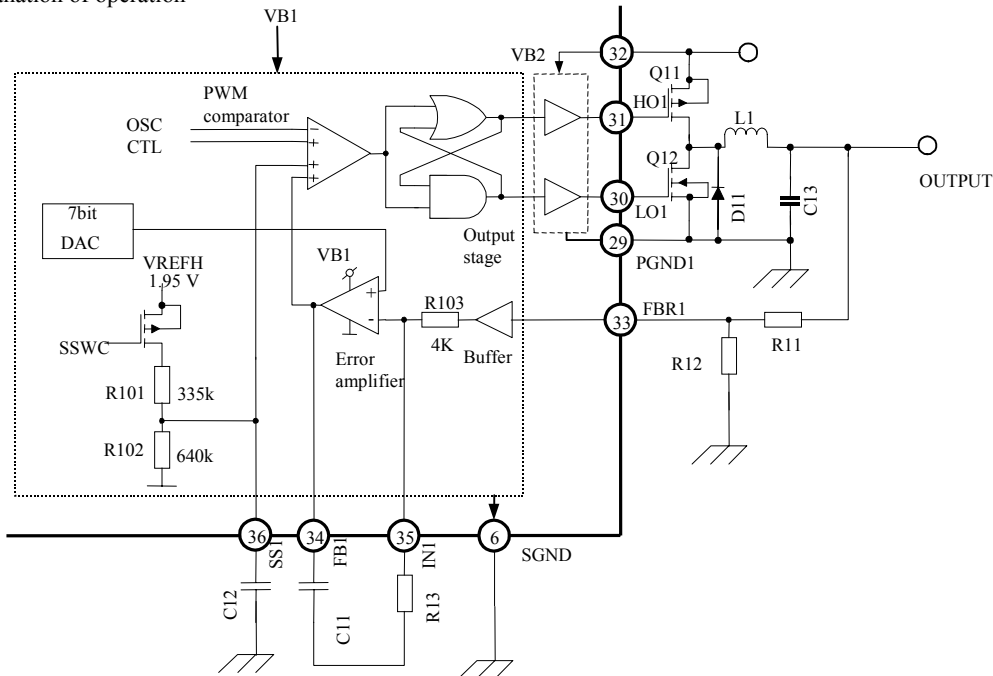 nation of operation
VB1
VB2
32
Q11
PWM
comparator
HO1
31
L1
OSC
CTL
Q12
OUTPUT
30
LO1
D11
C13
7bit
DAC
Output
stage
29
PGND1
VB1
VREFH
1.95 V
R103
4K
FBR1
33
SSWC
Error
amplifier
Buffer
R11
R12
R101
335k
R102
640k
36
SS1
34
FB1
35
IN1
6
SGND
C12
C11
R13
+
-
−
+
+
+